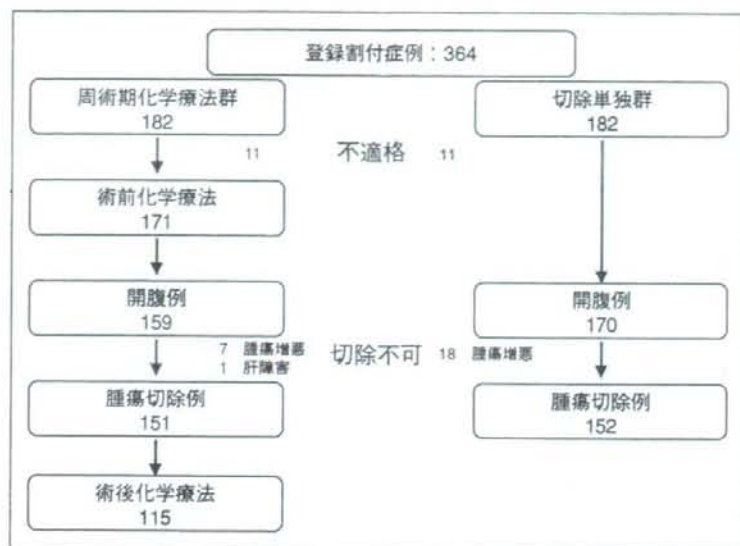 登録割付症例：364
周術期化学療法群
182
切除単独群
182
11
不適格
11
術前化学療法
171
開腹例
159
開腹例
170
7 腫瘍増悪
1 肝障害
切除不可
18 腫瘍増悪
腫瘍切除例
151
腫瘍切除例
152
術後化学療法
115